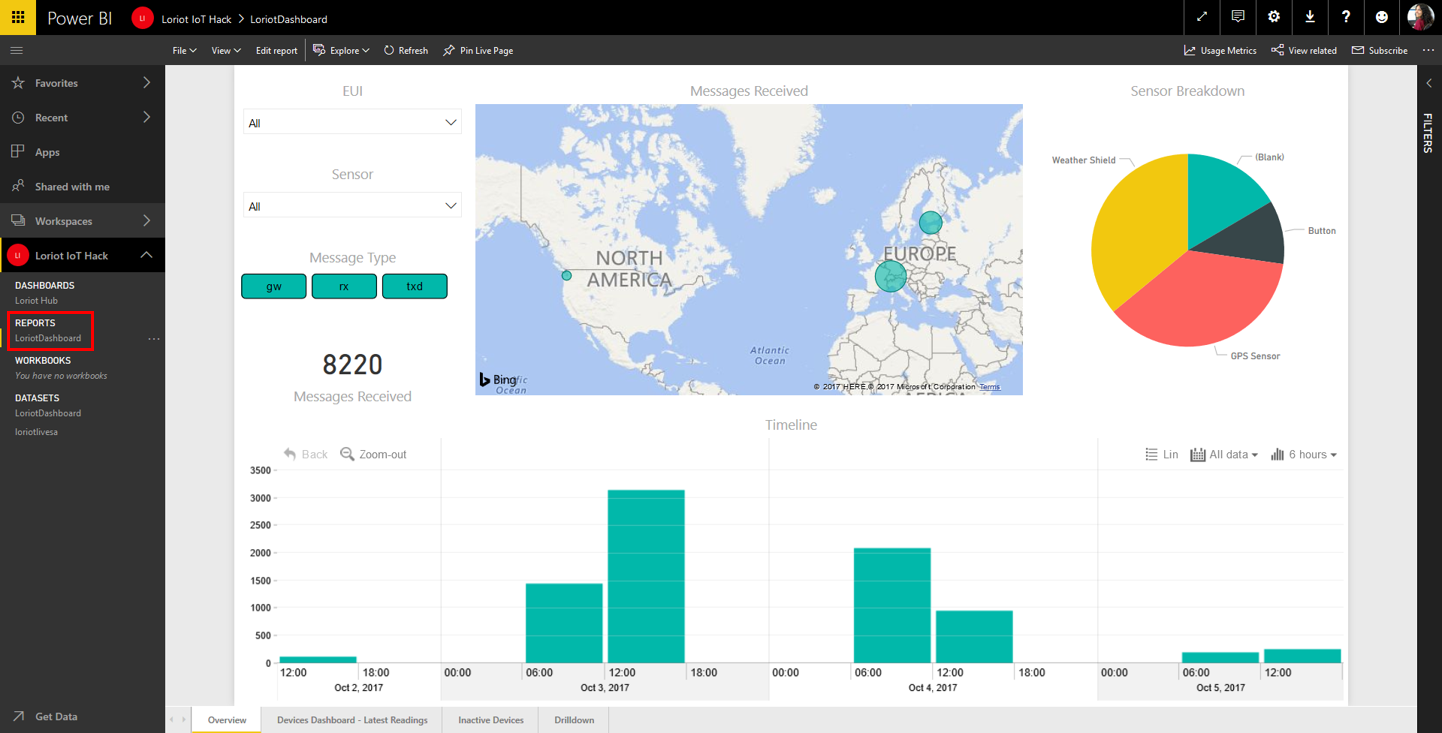 Power BI LI Loriot IoT Hack > LoriotDashboard ?
File View Edit report Explore Refresh Pin Live Page Usage Metrics View related Subscribe ...
Favorites
Recent
Apps
Shared with me
Workspaces
LI Loriot IoT Hack
DASHBOARDS
Loriot Hub
REPORTS
LoriotDashboard ...
WORKBOOKS
You have no workbooks
DATASETS
LoriotDashboard
loriotlivesa
Get Data
EUI
All
Sensor
All
Message Type
gw rx txd
8220
Messages Received
Messages Received
NORTH
AMERICA
EUROPE
Atlantic
Ocean
Bing
Ocean
© 2017 HERE © 2017 Microsoft Corporation Terms
AFRICA
Sensor Breakdown
Weather Shield
(Blank)
Button
GPS Sensor
FILTERS
Timeline
Back Zoom-out Lin All data 6 hours
3500
3000
2500
2000
1500
1000
500
0
12:00 18:00 00:00 06:00 12:00 18:00 00:00 06:00 12:00 18:00 00:00 06:00 12:00
Oct 2, 2017 Oct 3, 2017 Oct 4, 2017 Oct 5, 2017
Overview Devices Dashboard - Latest Readings Inactive Devices Drilldown